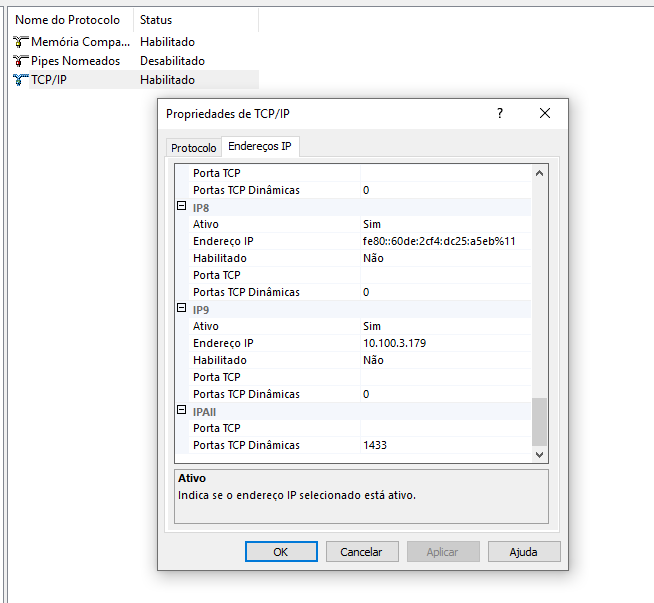 Nome do Protocolo Status
Memória Compa... Habilitado
Pipes Nomeados Desabilitado
TCP/IP Habilitado
Propriedades de TCP/IP ?
Protocolo Endereços IP
Porta TCP
Portas TCP Dinâmicas 0
IP8
Ativo Sim
Endereço IP fe80::60de:2cf4:dc25:a5eb%11
Habilitado Não
Porta TCP
Portas TCP Dinâmicas 0
IP9
Ativo Sim
Endereço IP 10.100.3.179
Habilitado Não
Porta TCP
Portas TCP Dinâmicas 0
IPAll
Porta TCP
Portas TCP Dinâmicas 1433
Ativo
Indica se o endereço IP selecionado está ativo.
OK Cancelar Aplicar Ajuda